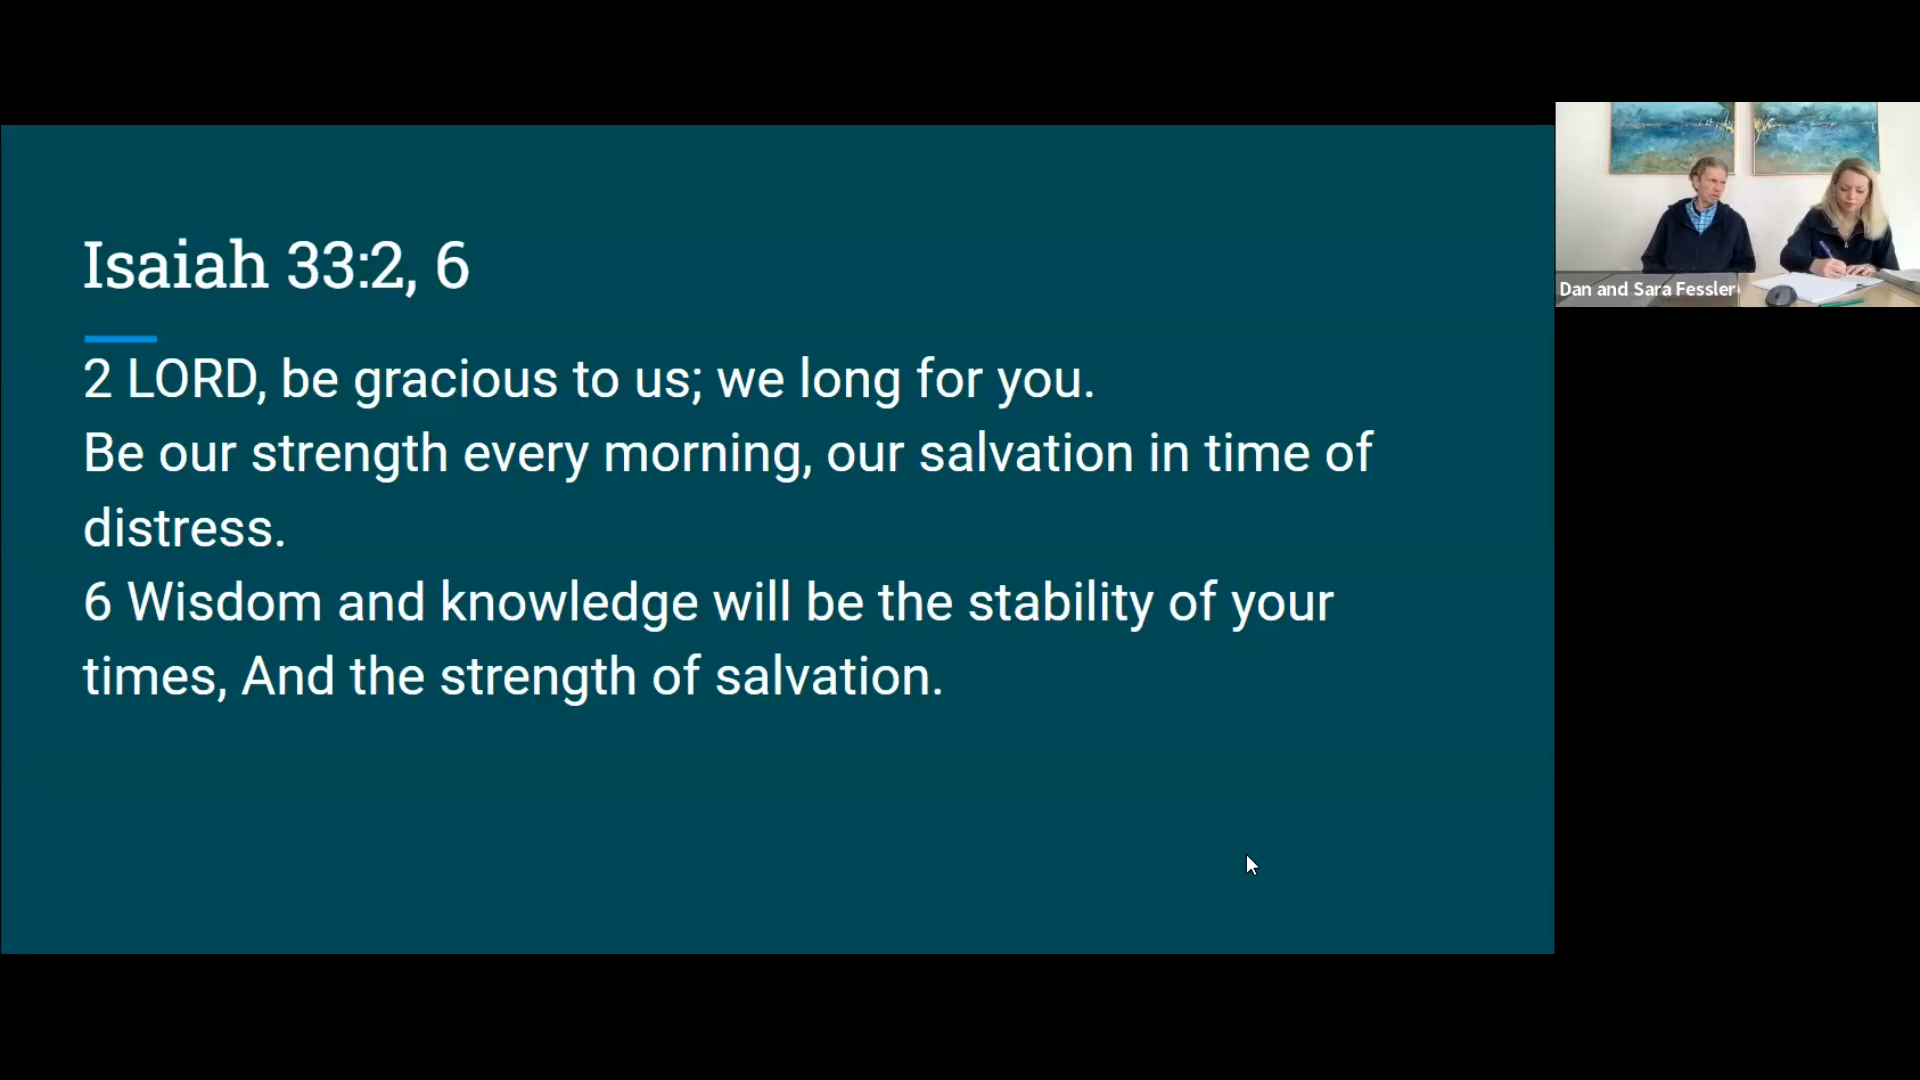 Isaiah 33:2, 6
2 LORD, be gracious to us; we long for you.
Be our strength every morning, our salvation in time of
distress.
6 Wisdom and knowledge will be the stability of your
times, And the strength of salvation.
Dan and Sara Fessler